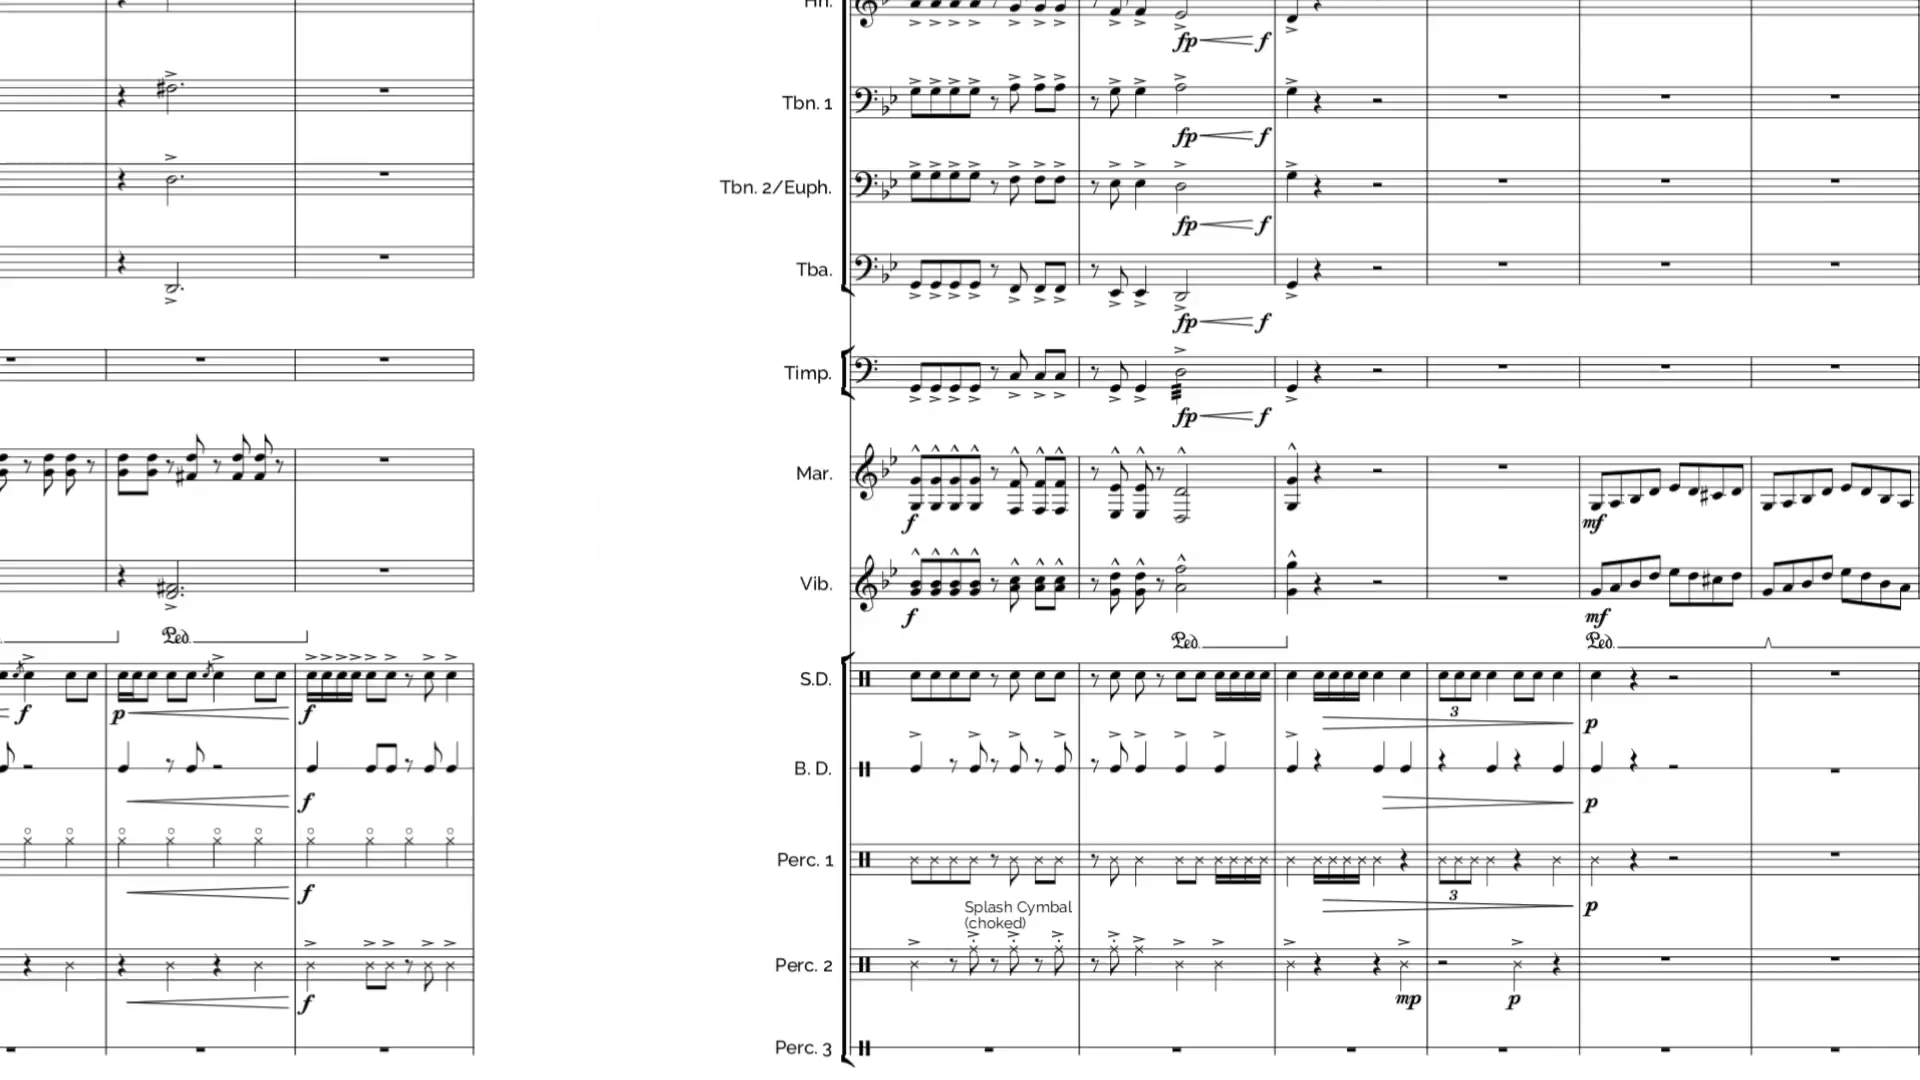 Hn.
fp f
Tbn. 1
fp f
Tbn. 2/Euph.
fp f
Tba.
fp f
Timp.
fp f
Mar.
f
mf
Vib.
f
mf
Ped.
Ped.
Ped.
f
p
f
S.D.
3
p
f
B. D.
p
f
Perc. 1
3
p
Splash Cymbal
(choked)
f
Perc. 2
mp
p
Perc. 3